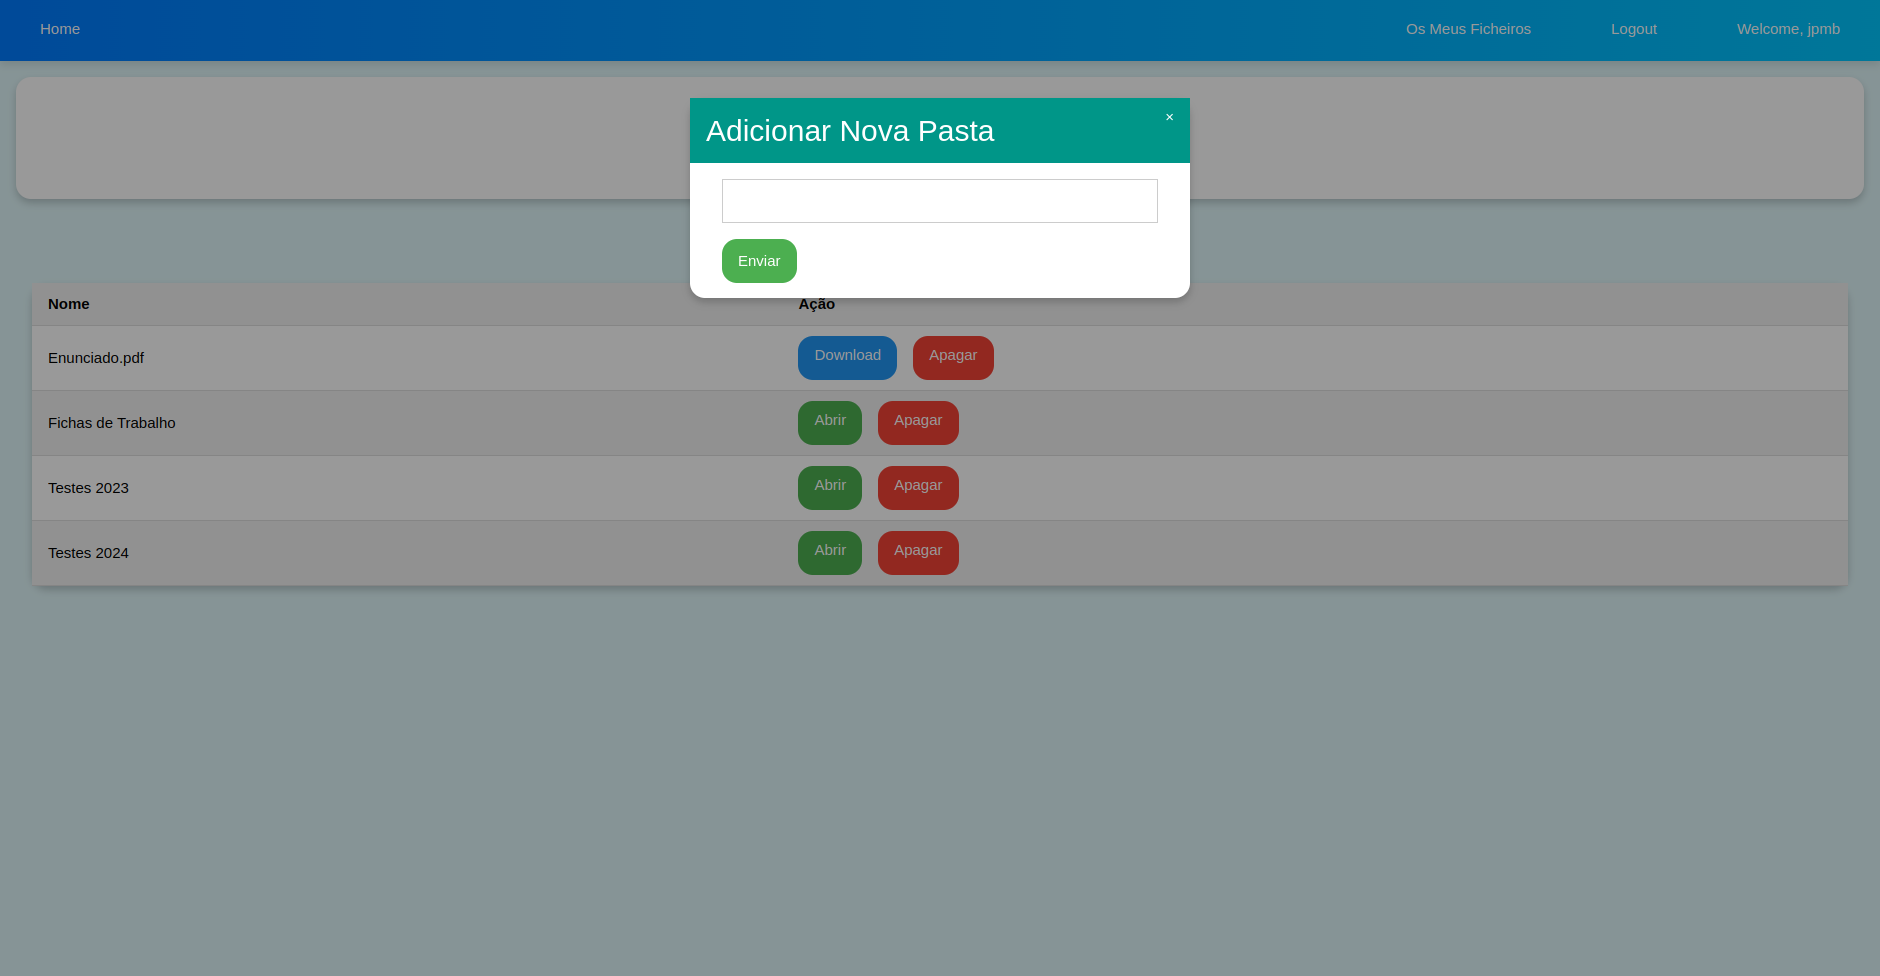 Home Os Meus Ficheiros Logout Welcome, jpmb
Adicionar Nova Pasta ×
Enviar
Nome Ação
Enunciado.pdf Download Apagar
Fichas de Trabalho Abrir Apagar
Testes 2023 Abrir Apagar
Testes 2024 Abrir Apagar